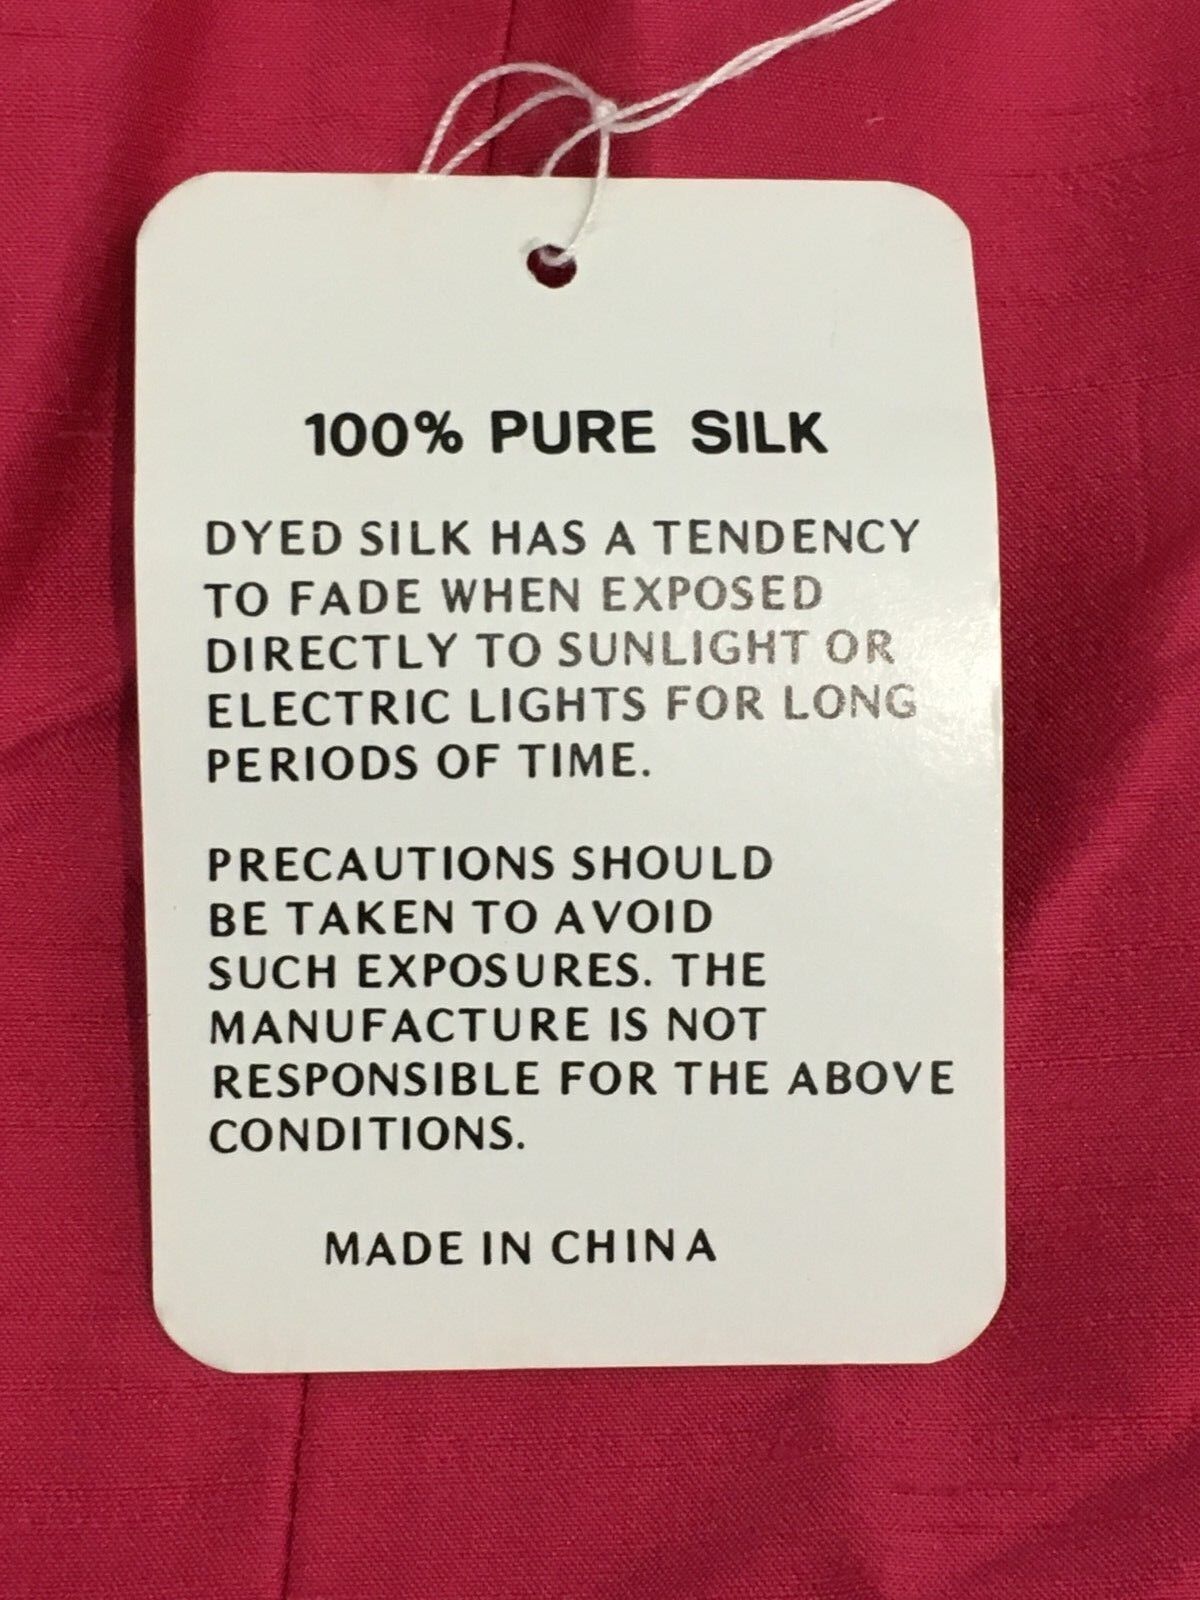 100% PURE SILK
DYED SILK HAS A TENDENCY
TO FADE WHEN EXPOSED
DIRECTLY TO SUNLIGHT OR
ELECTRIC LIGHTS FOR LONG
PERIODS OF TIME.
PRECAUTIONS SHOULD
BE TAKEN TO AVOID
SUCH EXPOSURES. THE
MANUFACTURE IS NOT
RESPONSIBLE FOR THE ABOVE
CONDITIONS.
MADE IN CHINA